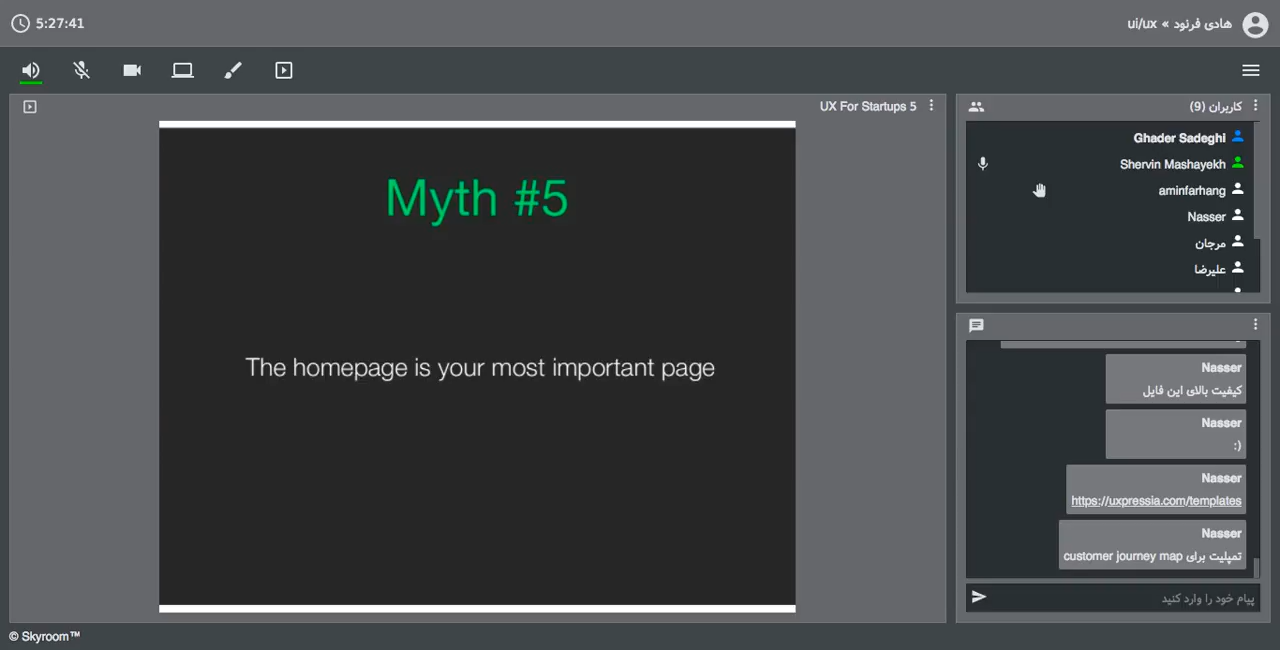 5:27:41
هادی فرنود » ui/ux
UX For Startups 5
Myth #5
The homepage is your most important page
کاربران (9)
Ghader Sadeghi
Shervin Mashayekh
aminfarhang
Nasser
مرجان
علیرضا
Nasser
کیفیت بالای این فایل
Nasser
:)
Nasser
https://uxpressia.com/templates
Nasser
تمپلیت برای customer journey map
پیام خود را وارد کنید
© Skyroom™